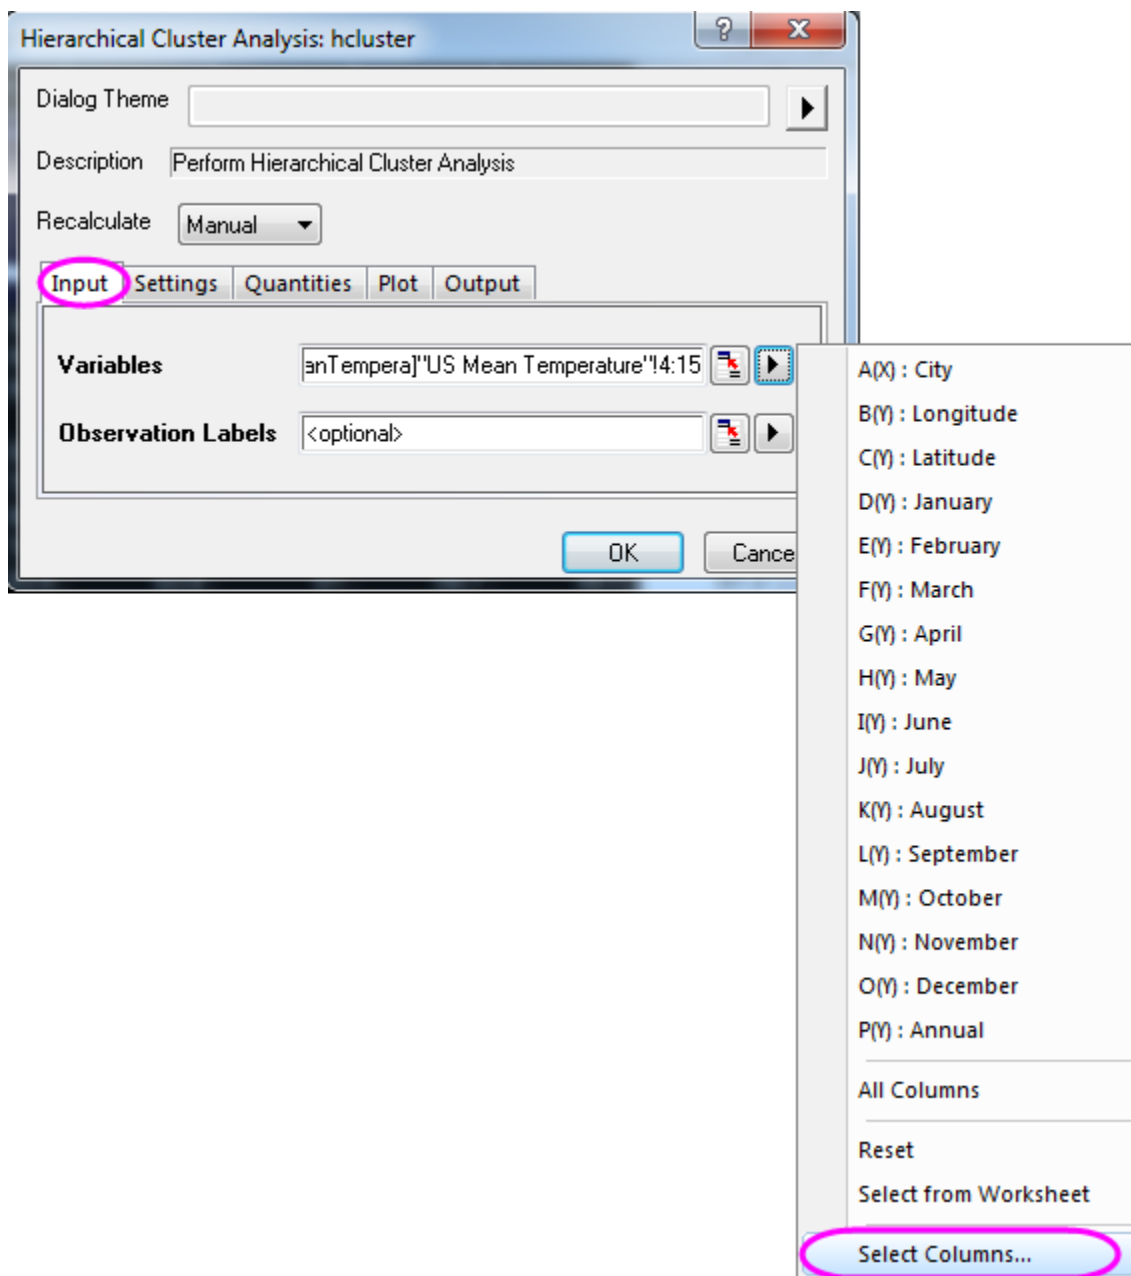 Hierarchical Cluster Analysis: hcluster
Dialog Theme
Description Perform Hierarchical Cluster Analysis
Recalculate Manual
Input Settings Quantities Plot Output
Variables anTempera]"US Mean Temperature"!4:15
Observation Labels <optional>
OK Cance
A(X) : City
B(Y) : Longitude
C(Y) : Latitude
D(Y) : January
E(Y) : February
F(Y) : March
G(Y) : April
H(Y) : May
I(Y) : June
J(Y) : July
K(Y) : August
L(Y) : September
M(Y) : October
N(Y) : November
O(Y) : December
P(Y) : Annual
All Columns
Reset
Select from Worksheet
Select Columns...